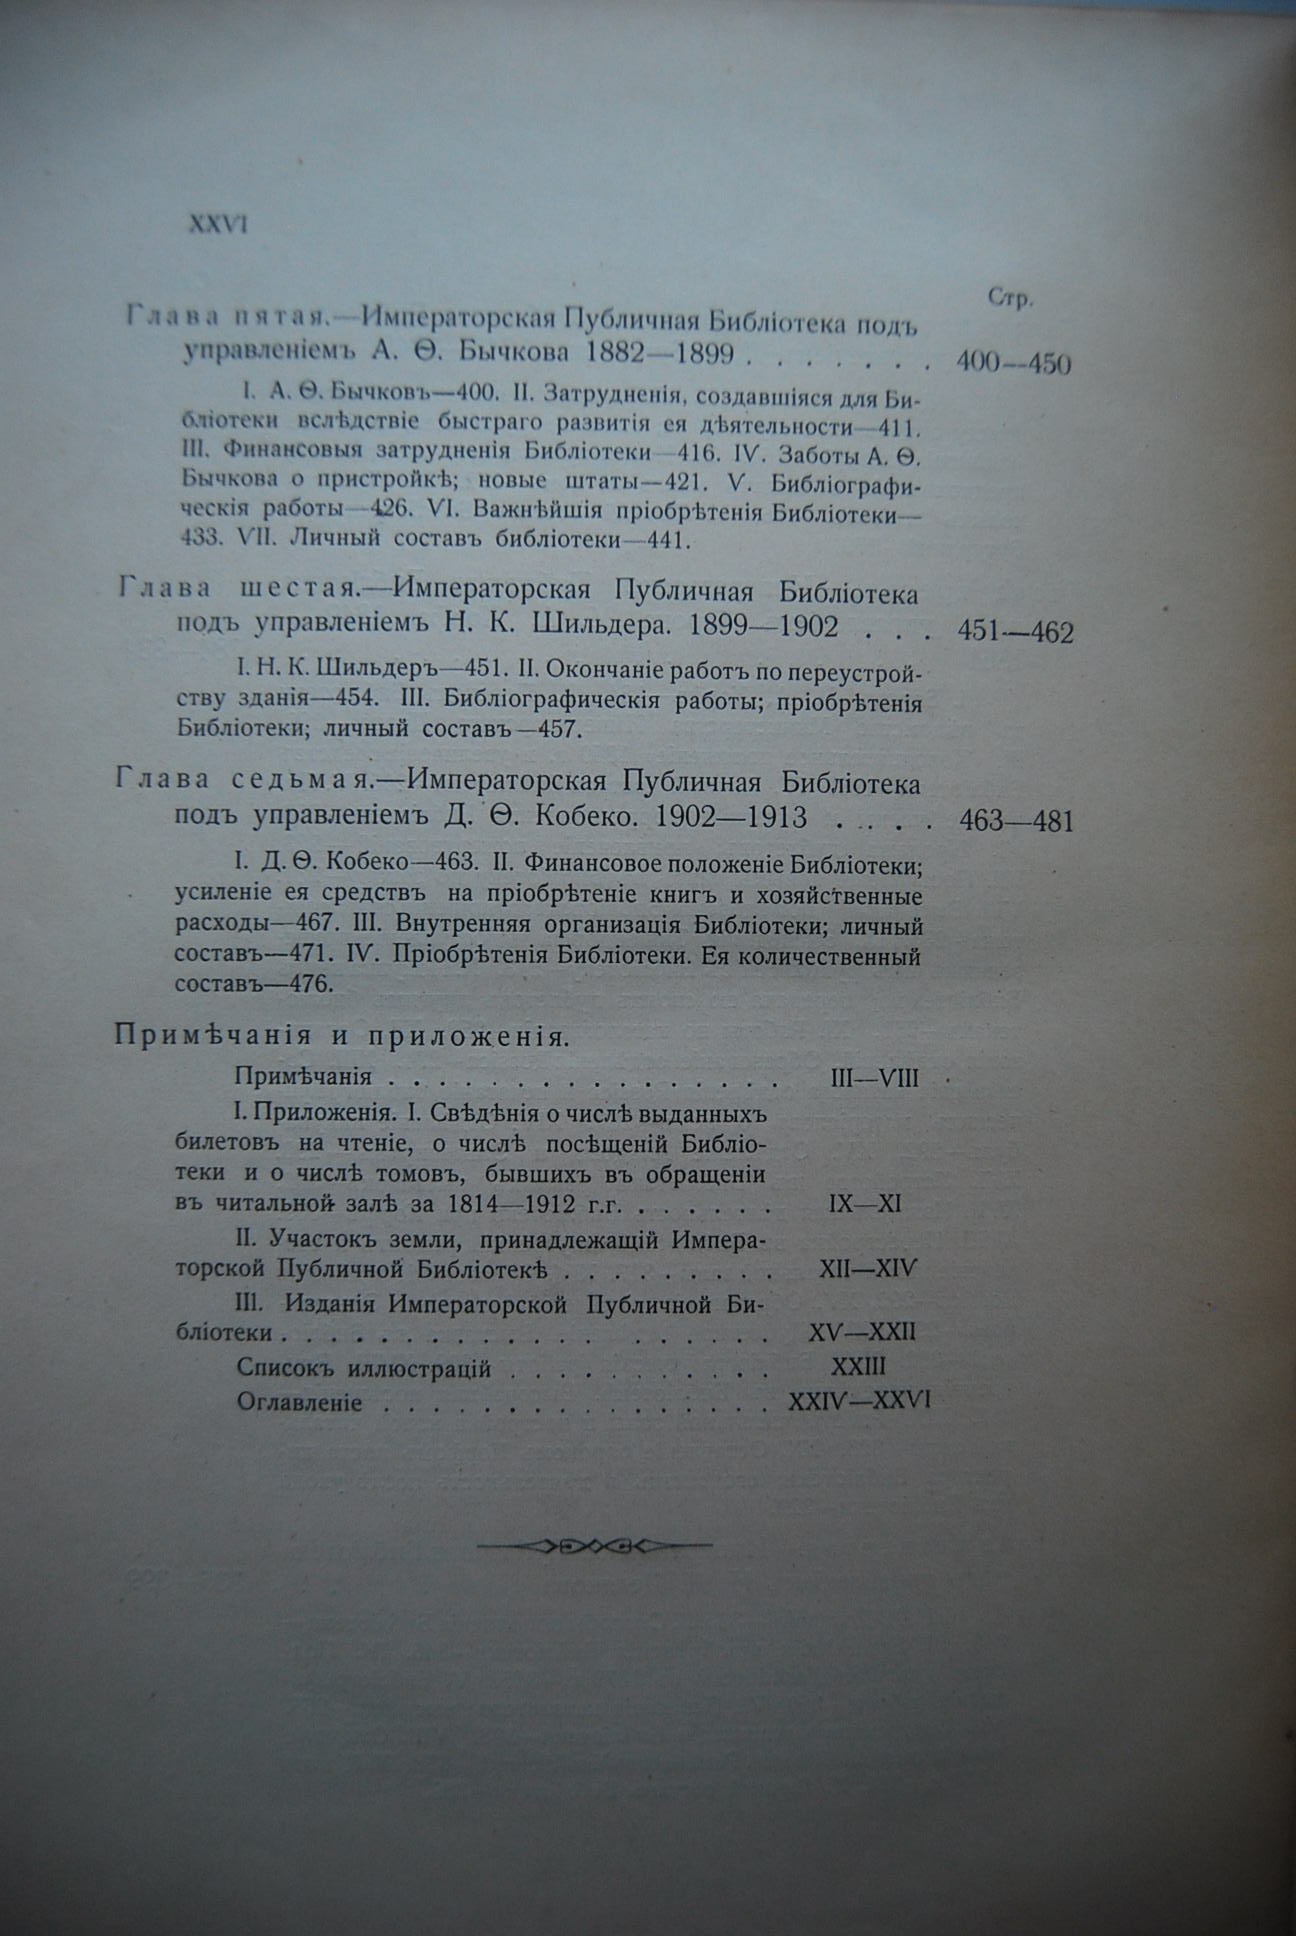 XXVI
Стр.
Глава пятая.—Императорская Публичная Библіотека подъ
управленіемъ А. Ѳ. Бычкова 1882—1899 . . . . . . . 400—450
I. А. Ѳ. Бычковъ—400. II. Затрудненія, создавшіяся для Би-
бліотеки вслѣдствіе быстраго развитія ея дѣятельности—411.
III. Финансовыя затрудненія Библіотеки—416. IV. Заботы А. Ѳ.
Бычкова о пристройкѣ; новые штаты—421. V. Библіографи-
ческія работы—426. VI. Важнѣйшія пріобрѣтенія Библіотеки—
433. VII. Личный составъ библіотеки—441.
Глава шестая.—Императорская Публичная Библіотека
подъ управленіемъ Н. К. Шильдера. 1899—1902 . . . 451—462
I. Н. К. Шильдеръ—451. II. Окончаніе работъ по переустрой-
ству зданія—454. III. Библіографическія работы; пріобрѣтенія
Библіотеки; личный составъ—457.
Глава седьмая.—Императорская Публичная Библіотека
подъ управленіемъ Д. Ѳ. Кобеко. 1902—1913 . . . . . 463—481
I. Д. Ѳ. Кобеко—463. II. Финансовое положеніе Библіотеки;
усиленіе ея средствъ на пріобрѣтеніе книгъ и хозяйственные
расходы—467. III. Внутренняя организація Библіотеки; личный
составъ—471. IV. Пріобрѣтенія Библіотеки. Ея количественный
составъ—476.
Примѣчанія и приложенія.
Примѣчанія . . . . . . . . . . . . . . . . III—VIII
I. Приложенія. I. Свѣдѣнія о числѣ выданныхъ
билетовъ на чтеніе, о числѣ посѣщеній Библіо-
теки и о числѣ томовъ, бывшихъ въ обращеніи
въ читальной залѣ за 1814—1912 г.г. . . . . . . IX—XI
II. Участокъ земли, принадлежащій Импера-
торской Публичной Библіотекѣ . . . . . . . . . XII—XIV
III. Изданія Императорской Публичной Би-
бліотеки . . . . . . . . . . . . . . . . . . . XV—XXII
Списокъ иллюстрацій . . . . . . . . . . . XXIII
Оглавленіе . . . . . . . . . . . . . . . . XXIV—XXVI